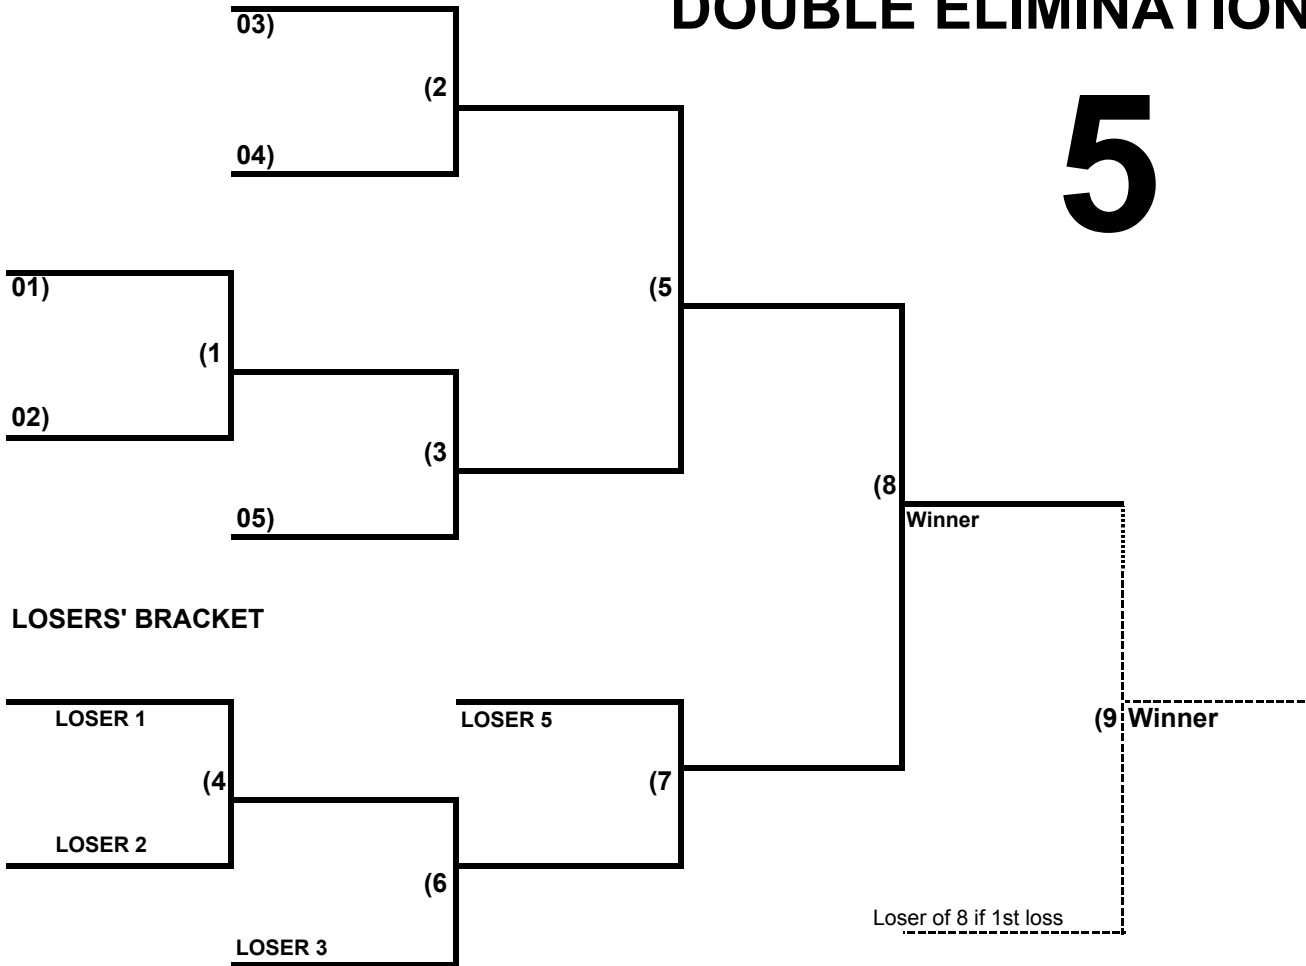 DOUBLE ELIMINATION
5
03)
(2
04)
01)
(5
(1
02)
(3
(8
05)
Winner
LOSERS' BRACKET
LOSER 1
LOSER 5
(9 Winner
(4
(7
LOSER 2
(6
Loser of 8 if 1st loss
LOSER 3